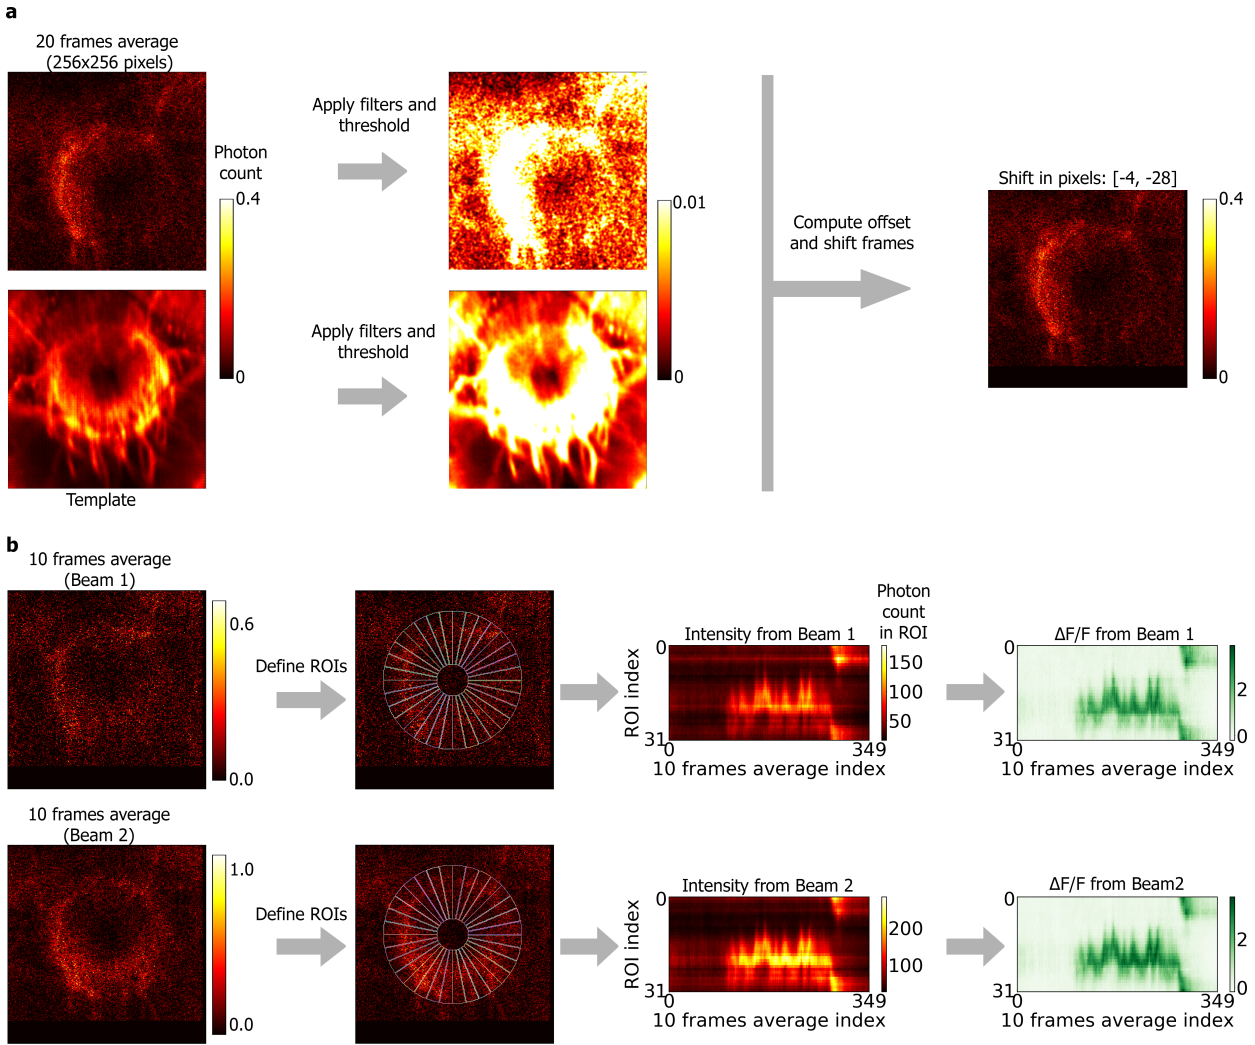 a
20 frames average
(256x256 pixels)
Apply filters and
threshold
Photon
count
0.4
0
0.01
0
Compute offset
and shift frames
Shift in pixels: [-4, -28]
0.4
0
Apply filters and
threshold
Template
b
10 frames average
(Beam 1)
0.6
0.0
Define ROIs
Intensity from Beam 1
ROI index
0
31
0
349
10 frames average index
Photon
count
in ROI
150
100
50
ΔF/F from Beam 1
0
31
0
349
10 frames average index
2
0
10 frames average
(Beam 2)
1.0
0.0
Define ROIs
Intensity from Beam 2
ROI index
0
31
0
349
10 frames average index
200
100
ΔF/F from Beam2
0
31
0
349
10 frames average index
2
0